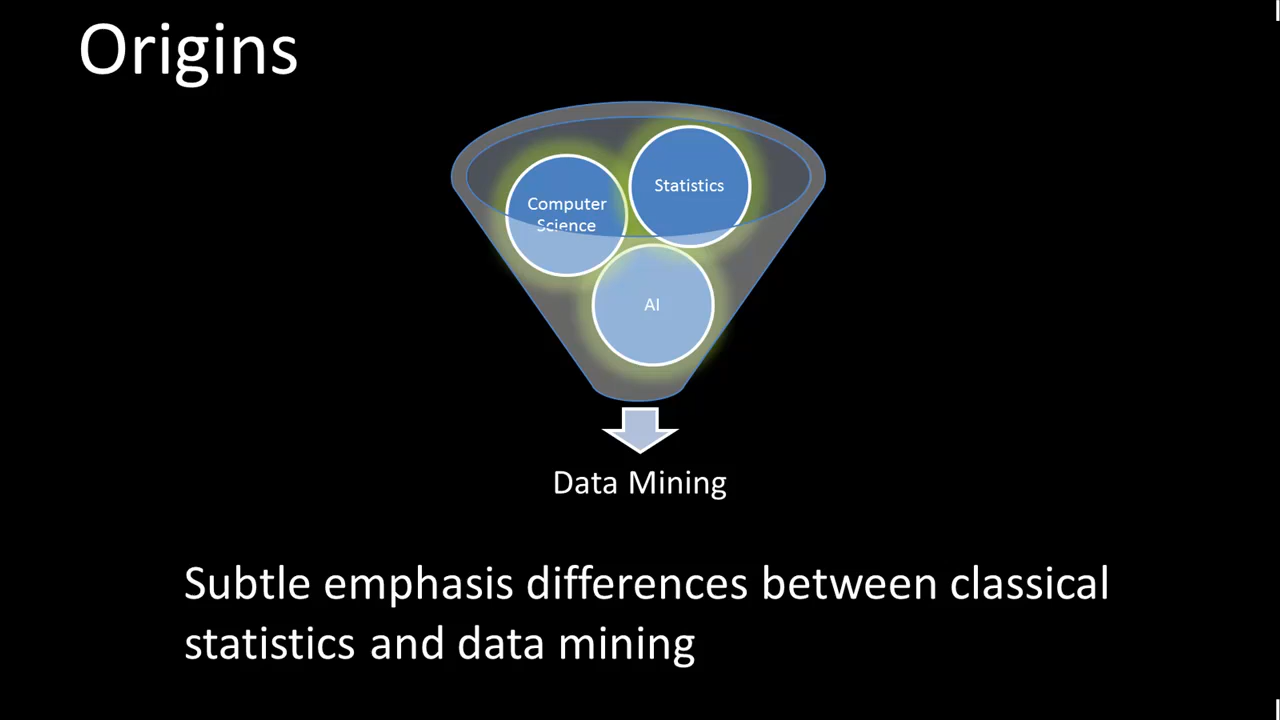 Origins
Statistics
Computer
Science
AI
Data Mining
Subtle emphasis differences between classical
statistics and data mining